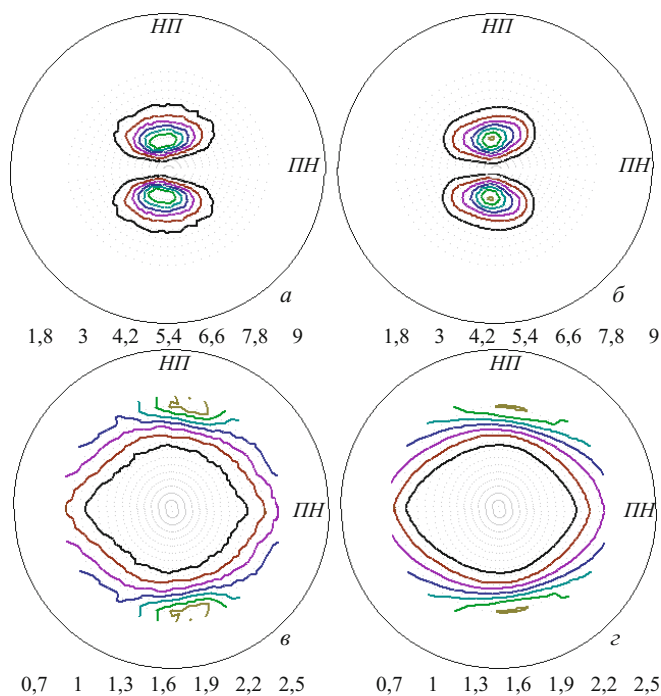 НП НП
ПН ПН
а б
1,8 3 4,2 5,4 6,6 7,8 9 1,8 3 4,2 5,4 6,6 7,8 9
НП НП
ПН ПН
в г
0,7 1 1,3 1,6 1,9 2,2 2,5 0,7 1 1,3 1,6 1,9 2,2 2,5